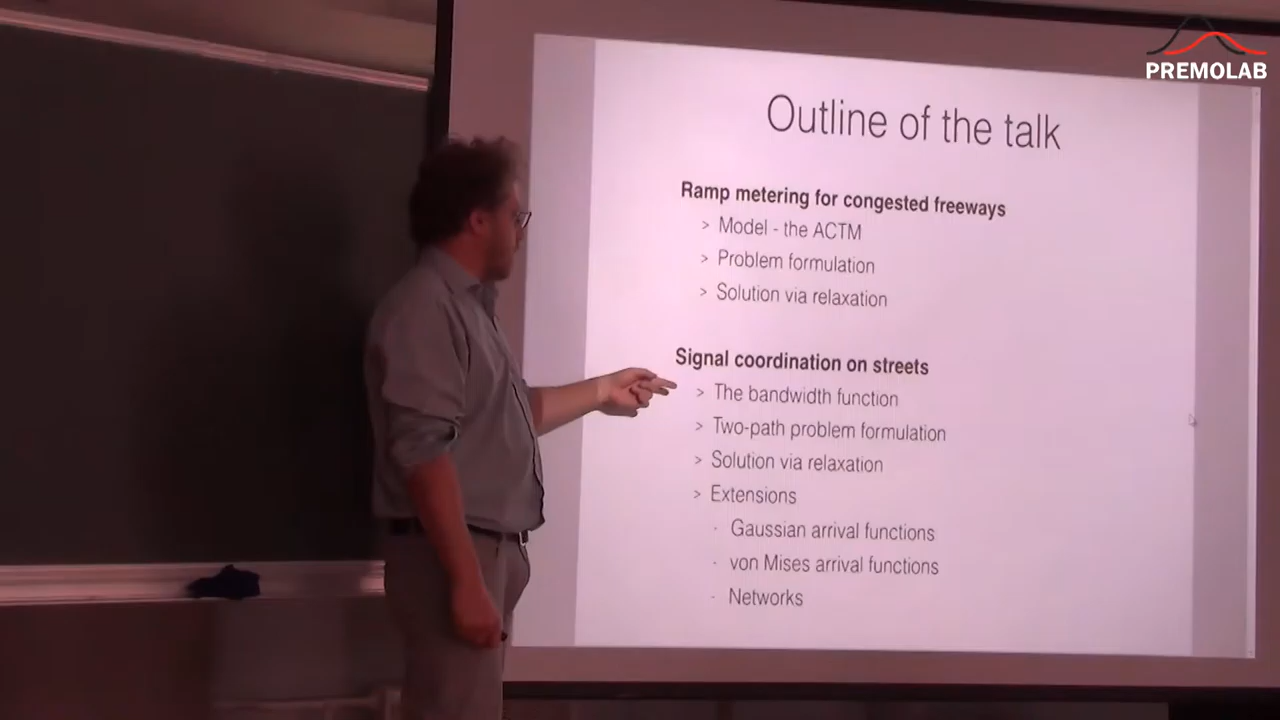 PREMOLAB
Outline of the talk
Ramp metering for congested freeways
> Model - the ACTM
> Problem formulation
> Solution via relaxation
Signal coordination on streets
> The bandwidth function
> Two-path problem formulation
> Solution via relaxation
> Extensions
- Gaussian arrival functions
- von Mises arrival functions
- Networks